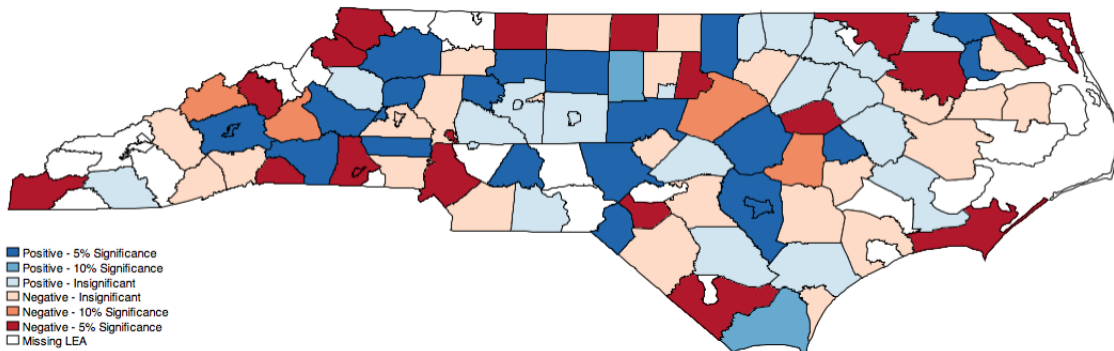 Positive - 5% Significance
Positive - 10% Significance
Positive - Insignificant
Negative - Insignificant
Negative - 10% Significance
Negative - 5% Significance
Missing LEA